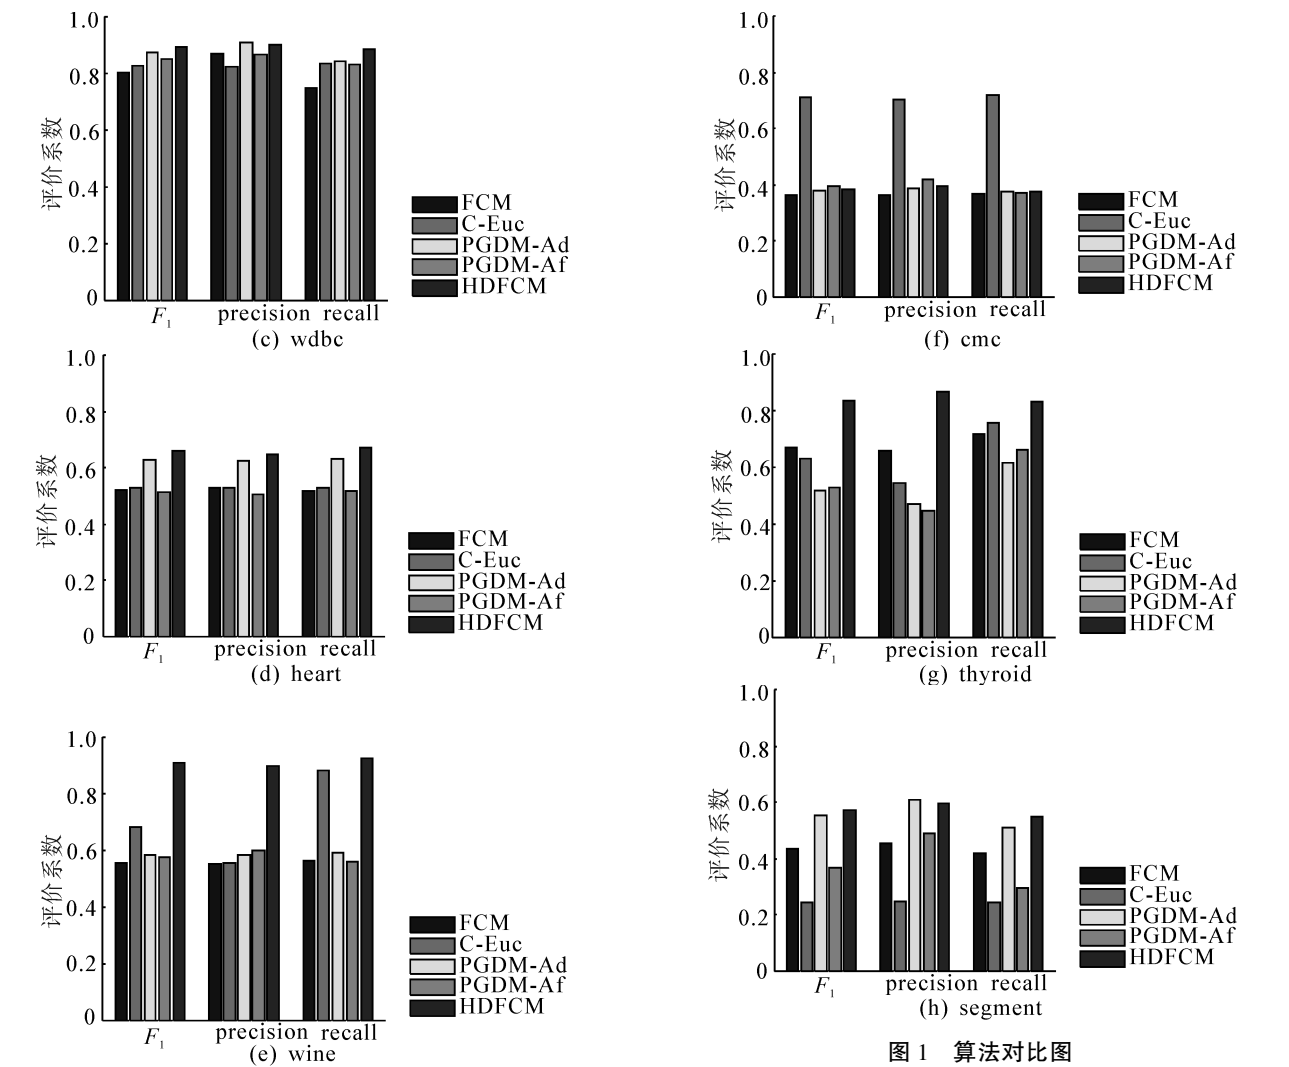 1.0
0.8
0.6
0.4
0.2
0
评价系数
FCM
C-Euc
PGDM-Ad
PGDM-Af
HDFCM
F1 precision recall
(c) wdbc
1.0
0.8
0.6
0.4
0.2
0
评价系数
FCM
C-Euc
PGDM-Ad
PGDM-Af
HDFCM
F1 precision recall
(f) cmc
1.0
0.8
0.6
0.4
0.2
0
评价系数
FCM
C-Euc
PGDM-Ad
PGDM-Af
HDFCM
F1 precision recall
(d) heart
1.0
0.8
0.6
0.4
0.2
0
评价系数
FCM
C-Euc
PGDM-Ad
PGDM-Af
HDFCM
F1 precision recall
(g) thyroid
1.0
0.8
0.6
0.4
0.2
0
评价系数
FCM
C-Euc
PGDM-Ad
PGDM-Af
HDFCM
F1 precision recall
(e) wine
1.0
0.8
0.6
0.4
0.2
0
评价系数
FCM
C-Euc
PGDM-Ad
PGDM-Af
HDFCM
F1 precision recall
(h) segment
图 1 算法对比图